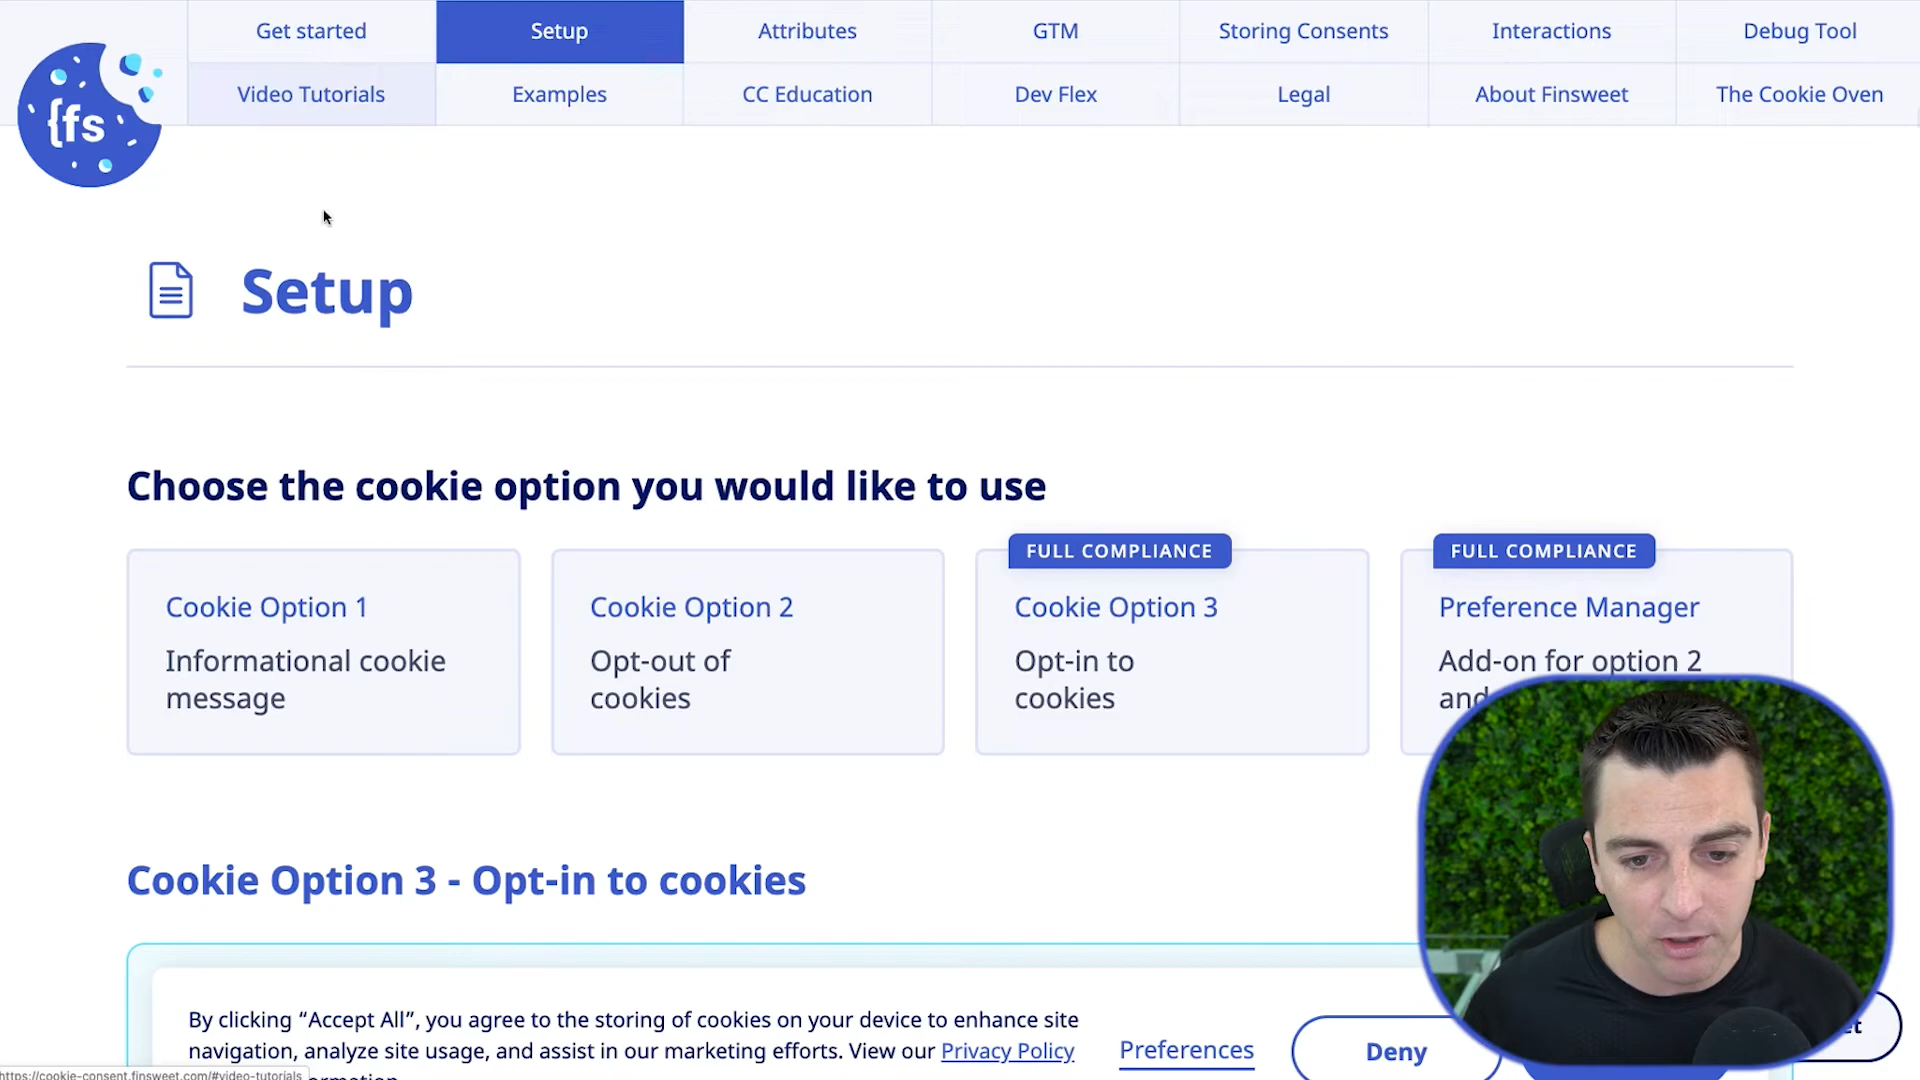 Get started
Setup
Attributes
GTM
Storing Consents
Interactions
Debug Tool
Video Tutorials
Examples
CC Education
Dev Flex
Legal
About Finsweet
The Cookie Oven
{fs
Setup
Choose the cookie option you would like to use
Cookie Option 1
Informational cookie
message
Cookie Option 2
Opt-out of
cookies
FULL COMPLIANCE
Cookie Option 3
Opt-in to
cookies
FULL COMPLIANCE
Preference Manager
Add-on for option 2
Cookie Option 3 - Opt-in to cookies
By clicking “Accept All”, you agree to the storing of cookies on your device to enhance site
navigation, analyze site usage, and assist in our marketing efforts. View our Privacy Policy
Preferences
Deny
https://cookie-consent.finsweet.com/#video-tutorials